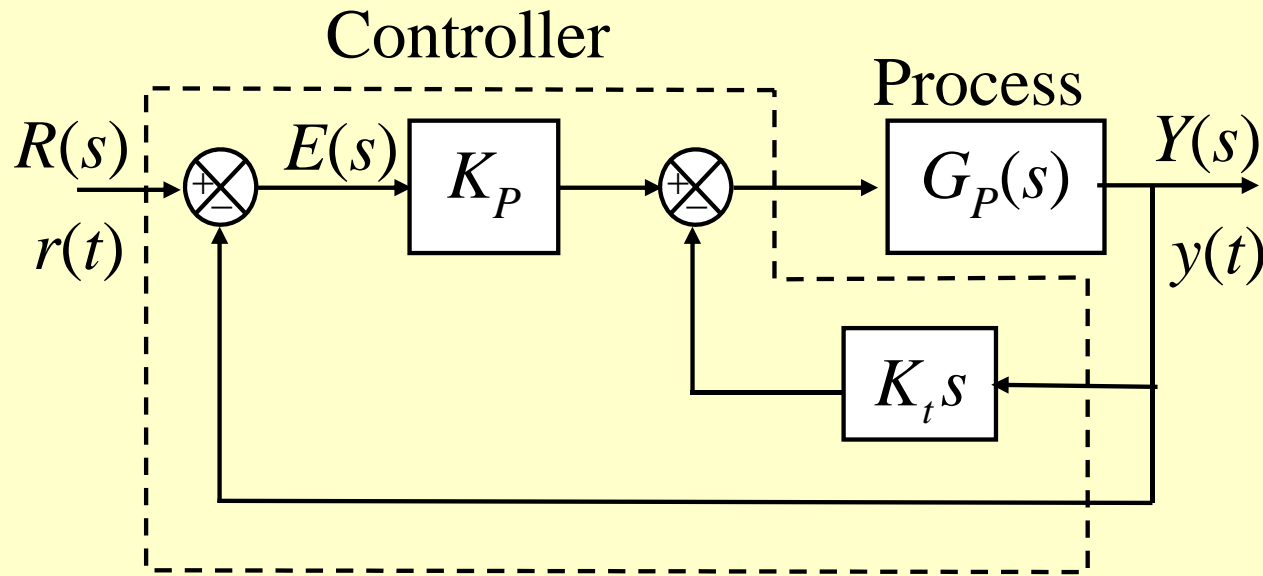 Controller
Process
R(s)
E(s)
K_P
G_P(s)
Y(s)
+
−
+
−
r(t)
y(t)
K_t s